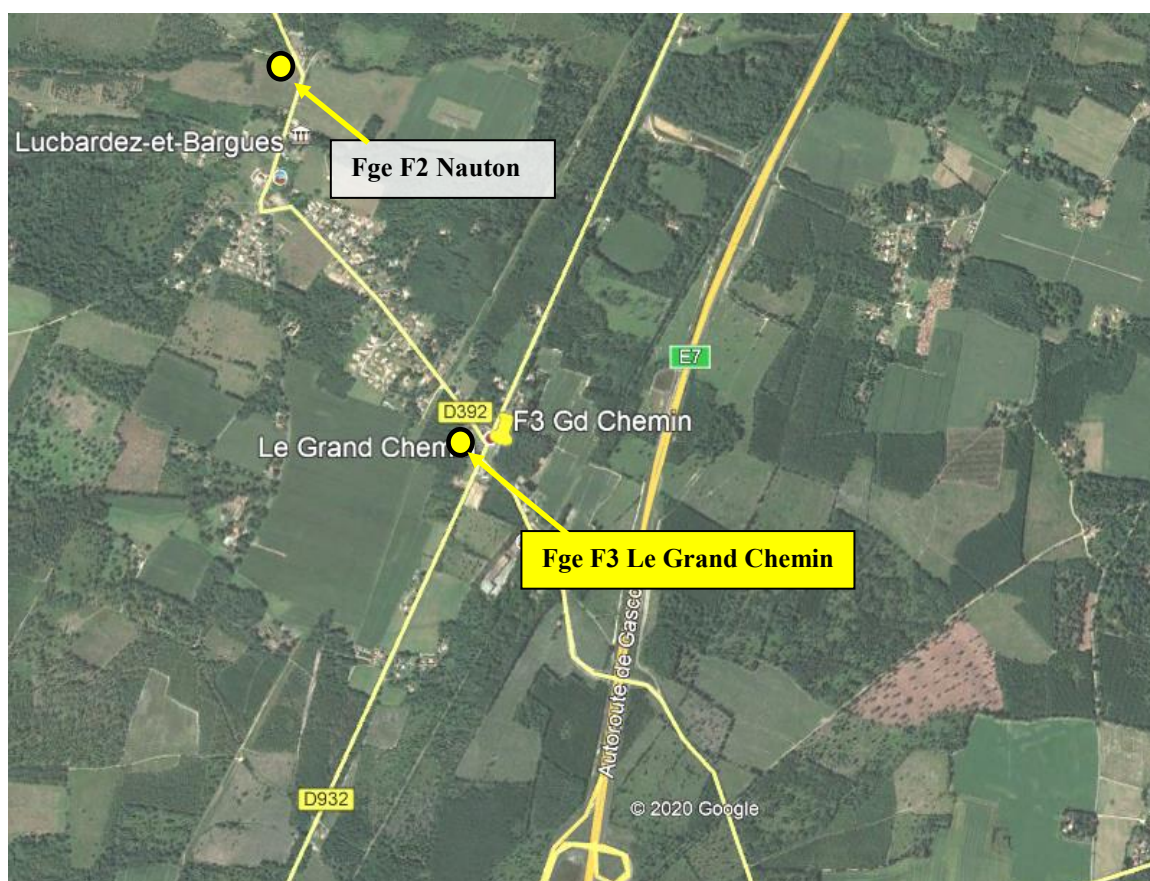 Lucbardez-et-Bargues
Fge F2 Nauton
E7
D392
F3 Gd Chemin
Le Grand Chem
Fge F3 Le Grand Chemin
Autoroute de Gasco
D932
© 2020 Google